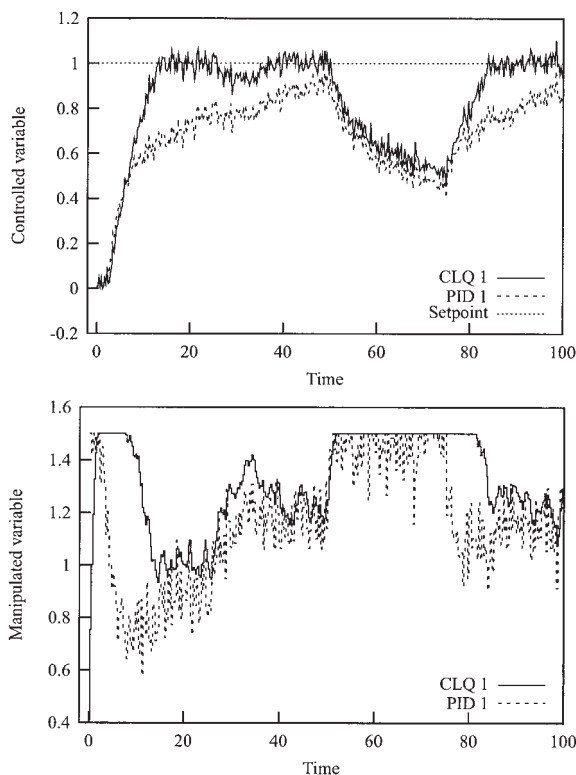 1.2
1
0.8
0.6
0.4
0.2
0
-0.2
Controlled variable
CLQ 1
PID 1
Setpoint
0 20 40 60 80 100
Time
1.6
1.4
1.2
1
0.8
0.6
0.4
Manipulated variable
CLQ 1
PID 1
0 20 40 60 80 100
Time